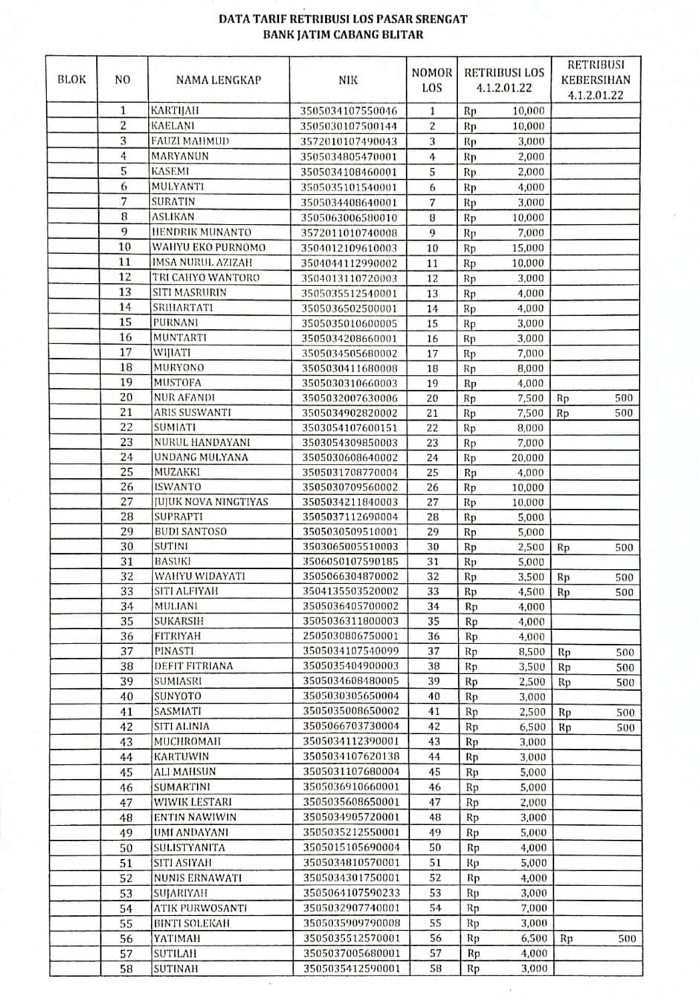 DATA TARIF RETRIBUSI LOS PASAR SRENGAT
BANK JATIM CABANG BLITAR
BLOK NO NAMA LENGKAP NIK NOMOR LOS RETRIBUSI LOS 4.1.2.01.22 RETRIBUSI KEBERSIHAN 4.1.2.01.22
1 KARTIJAH 3505034107550046 1 Rp 10,000
2 KAELANI 3505030107500144 2 Rp 10,000
3 FAUZI MAHMUD 3572010107490043 3 Rp 3,000
4 MARYANUN 3505034805470001 4 Rp 2,000
5 KASEMI 3505034108460001 5 Rp 2,000
6 MULYANTI 3505035101540001 6 Rp 4,000
7 SURATIN 3505034408640001 7 Rp 3,000
8 ASLIKAN 3505063006580010 8 Rp 10,000
9 HENDRIK MUNANTO 3572011010740008 9 Rp 7,000
10 WAHYU EKO PURNOMO 3504012109610003 10 Rp 15,000
11 IMSA NURUL AZIZAH 3504044112990002 11 Rp 10,000
12 TRI CAHYO WANTORO 3504013110720003 12 Rp 3,000
13 SITI MASRURIN 3505035512540001 13 Rp 4,000
14 SRIHARTATI 3505036502500001 14 Rp 4,000
15 PURNANI 3505035010600005 15 Rp 3,000
16 MUNTARTI 3505034208660001 16 Rp 3,000
17 WIJIATI 3505034505680002 17 Rp 7,000
18 MURYONO 3505030411680008 18 Rp 8,000
19 MUSTOFA 3505030310660003 19 Rp 4,000
20 NUR AFANDI 3505032007630006 20 Rp 7,500 Rp 500
21 ARIS SUSWANTI 3505034902820002 21 Rp 7,500 Rp 500
22 SUMIATI 3503054107600151 22 Rp 8,000
23 NURUL HANDAYANI 3503054309850003 23 Rp 7,000
24 UNDANG MULYANA 3505030608640002 24 Rp 20,000
25 MUZAKKI 3505031708770004 25 Rp 4,000
26 ISWANTO 3505030709560002 26 Rp 10,000
27 JUJUK NOVA NINGTIYAS 3505034211840003 27 Rp 10,000
28 SUPRAPTI 3505037112690004 28 Rp 5,000
29 BUDI SANTOSO 3505030509510001 29 Rp 5,000
30 SUTINI 3503065005510003 30 Rp 2,500 Rp 500
31 BASUKI 3506050107590185 31 Rp 5,000
32 WAHYU WIDAYATI 3505066304870002 32 Rp 3,500 Rp 500
33 SITI ALFIYAH 3504135503520002 33 Rp 4,500 Rp 500
34 MULIANI 3505036405700002 34 Rp 4,000
35 SUKARSIH 3505036311800003 35 Rp 4,000
36 FITRIYAH 2505030806750001 36 Rp 4,000
37 PINASTI 3505034107540099 37 Rp 8,500 Rp 500
38 DEFIT FITRIANA 3505035404900003 38 Rp 3,500 Rp 500
39 SUMIASRI 3505034608480005 39 Rp 2,500 Rp 500
40 SUNYOTO 3505030305650004 40 Rp 3,000
41 SASMIATI 3505035008650002 41 Rp 2,500 Rp 500
42 SITI ALINIA 3505066703730004 42 Rp 6,500 Rp 500
43 MUCHROMAH 3505034112390001 43 Rp 3,000
44 KARTUWIN 3505034107620138 44 Rp 3,000
45 ALI MAHSUN 3505031107680004 45 Rp 5,000
46 SUMARTINI 3505036910660001 46 Rp 5,000
47 WIWIK LESTARI 3505035608650001 47 Rp 2,000
48 ENTIN NAWIWIN 3505034905720001 48 Rp 3,000
49 UMI ANDAYANI 3505035212550001 49 Rp 5,000
50 SULISTYANITA 3505015105690004 50 Rp 4,000
51 SITI ASIYAH 3505034810570001 51 Rp 5,000
52 NUNIS ERNAWATI 3505034301750001 52 Rp 4,000
53 SUJARIYAH 3505064107590233 53 Rp 3,000
54 ATIK PURWOSANTI 3505032907740001 54 Rp 7,000
55 BINTI SOLEKAH 3505035909790008 55 Rp 3,000
56 YATIMAH 3505035512570001 56 Rp 6,500 Rp 500
57 SUTILAH 3505037005680001 57 Rp 4,000
58 SUTINAH 3505035412590001 58 Rp 3,000